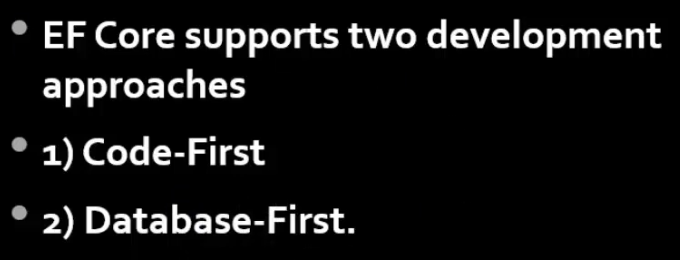 • EF Core supports two development
approaches
• 1) Code-First
• 2) Database-First.